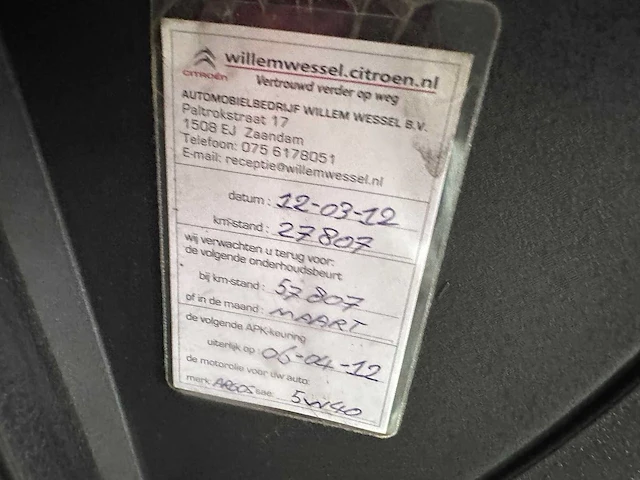 willemwessel.citroen.nl
CITROËN
Vertrouwd verder op weg
AUTOMOBIELBEDRIJF WILLEM WESSEL B.V.
Paltrokstraat 17
1508 EJ Zaandam
Telefoon: 075 6178051
E-mail: receptie@willemwessel.nl
datum: 12-03-12
km-stand: 27807
wij verwachten u terug voor:
de volgende onderhoudsbeurt
bij km-stand: 57807
of in de maand: MAART
de volgende APK-keuring
uiterlijk op 06-04-12
de motorolie voor uw auto:
merk: ARGOS sae: 5W40